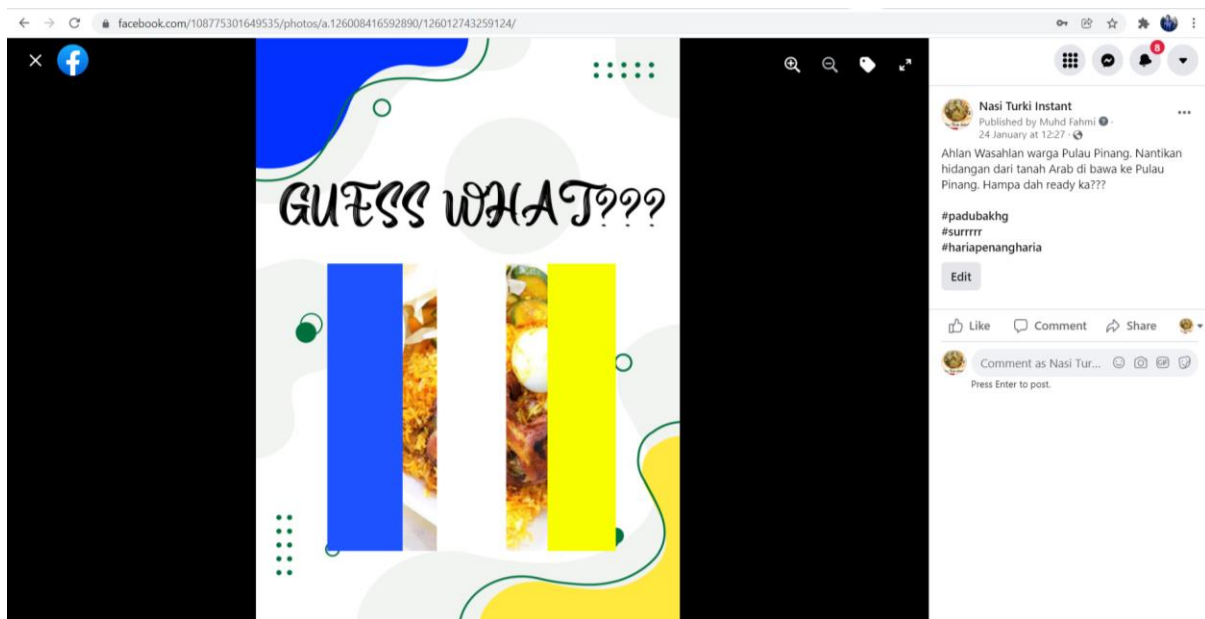 facebook.com/108775301649535/photos/a.126008416592890/126012743259124/
GUESS WHAT???
8
Nasi Turki Instant
Published by Muhd Fahmi
24 January at 12:27
Ahlan Wasahlan warga Pulau Pinang. Nantikan
hidangan dari tanah Arab di bawa ke Pulau
Pinang. Hampa dah ready ka???
#padubakhg
#surrrrr
#hariapenangharia
Edit
Like Comment Share
Comment as Nasi Tur...
GIF
Press Enter to post.